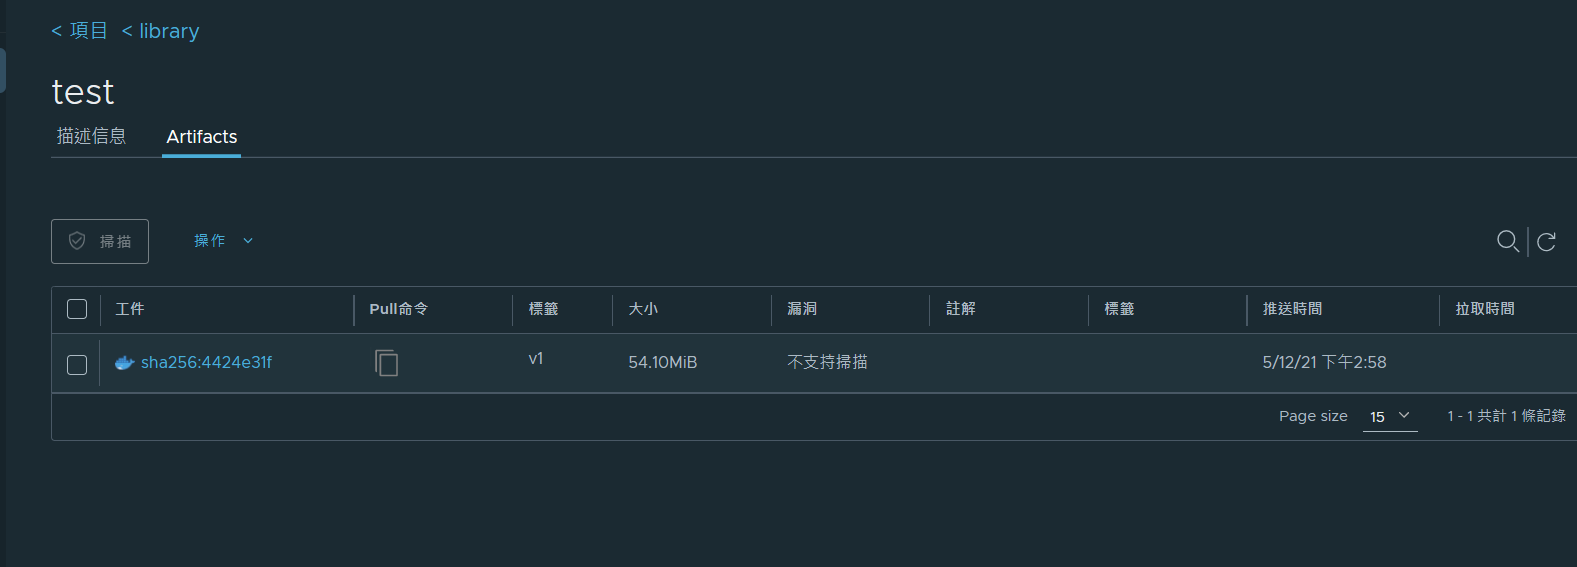 < 項目 < library
test
描述信息 Artifacts
掃描 操作
工件 Pull命令 標籤 大小 漏洞 註解 標籤 推送時間 拉取時間
sha256:4424e31f v1 54.10MiB 不支持掃描 5/12/21 下午2:58
Page size 15 1 - 1 共計 1 條記錄